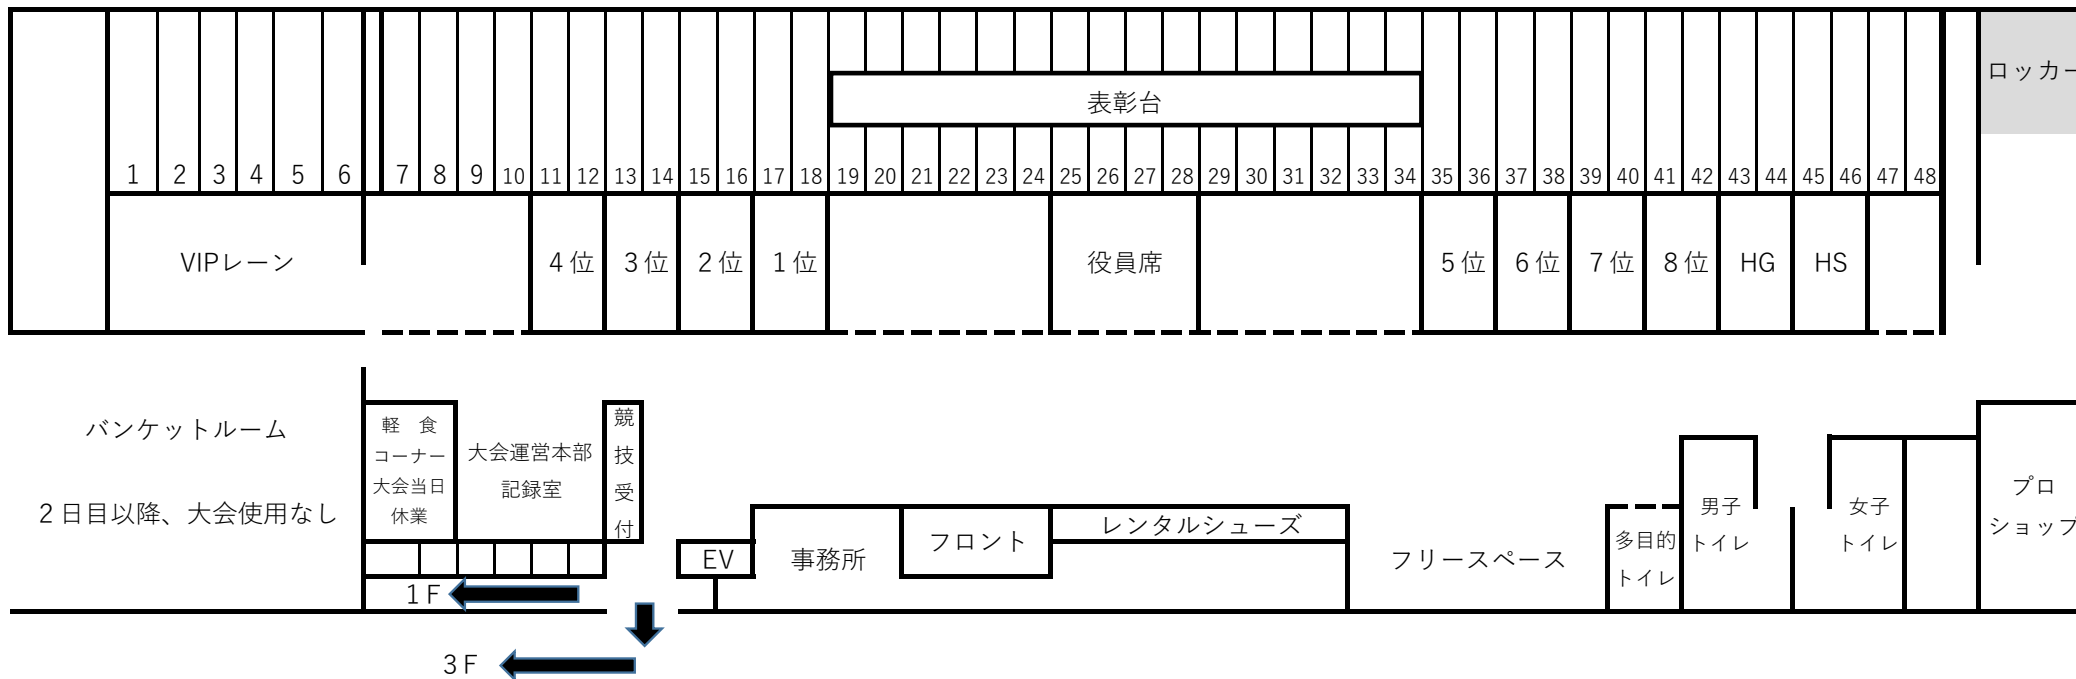 ロッカー
表彰台
1 2 3 4 5 6 7 8 9 10 11 12 13 14 15 16 17 18 19 20 21 22 23 24 25 26 27 28 29 30 31 32 33 34 35 36 37 38 39 40 41 42 43 44 45 46 47 48
VIPレーン
4位
3位
2位
1位
役員席
5位
6位
7位
8位
HG
HS
バンケットルーム
2日目以降、大会使用なし
軽 食
コーナー
大会当日
休業
大会運営本部
記録室
競
技
受
付
EV
事務所
フロント
レンタルシューズ
フリースペース
多目的
トイレ
男子
トイレ
女子
トイレ
プロ
ショップ
1F
3F